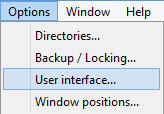 Options Window Help
Directories...
Backup / Locking...
User interface...
Window positions...